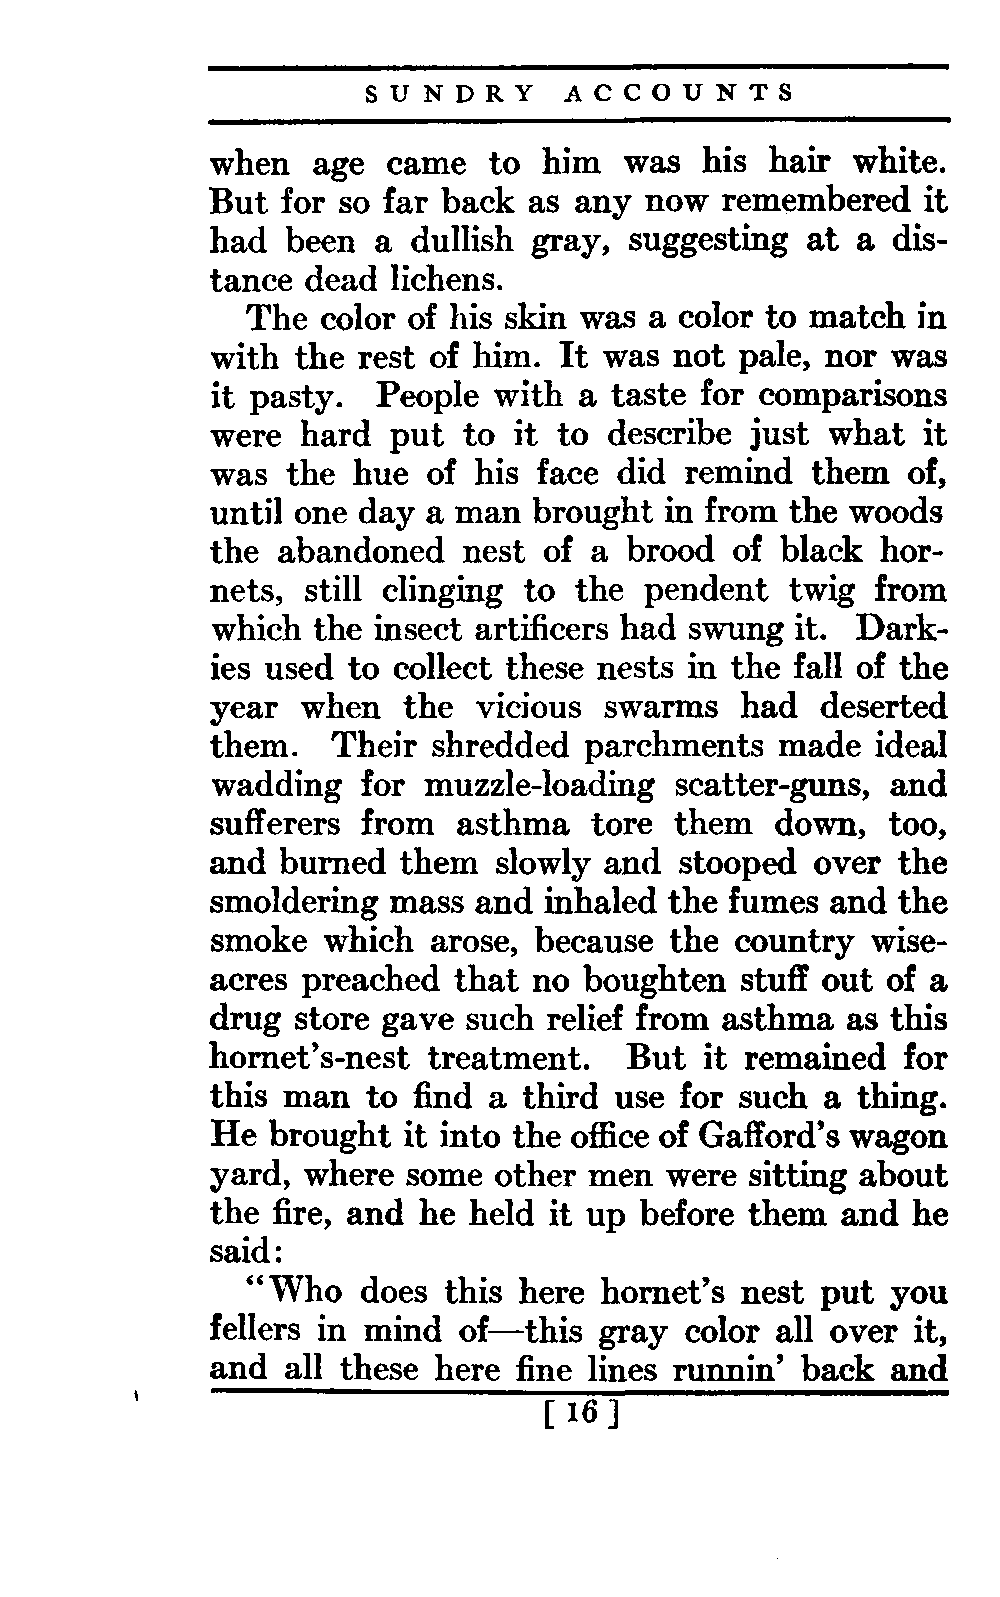 SUNDRY ACCOUNTS
when age came to him was his hair white.
But for so far back as any now remembered it
had been a dullish gray, suggesting at a dis-
tance dead lichens.
The color of his skin was a color to match in
with the rest of him. It was not pale, nor was
it pasty. People with a taste for comparisons
were hard put to it to describe just what it
was the hue of his face did remind them of,
until one day a man brought in from the woods
the abandoned nest of a brood of black hor-
nets, still clinging to the pendent twig from
which the insect artificers had swung it. Dark-
ies used to collect these nests in the fall of the
year when the vicious swarms had deserted
them. Their shredded parchments made ideal
wadding for muzzle-loading scatter-guns, and
sufferers from asthma tore them down, too,
and burned them slowly and stooped over the
smoldering mass and inhaled the fumes and the
smoke which arose, because the country wise-
acres preached that no boughten stuff out of a
drug store gave such relief from asthma as this
hornet's-nest treatment. But it remained for
this man to find a third use for such a thing.
He brought it into the office of Gafford's wagon
yard, where some other men were sitting about
the fire, and he held it up before them and he
said:
"Who does this here hornet's nest put you
fellers in mind of—this gray color all over it,
and all these here fine lines runnin' back and
[ 16 ]